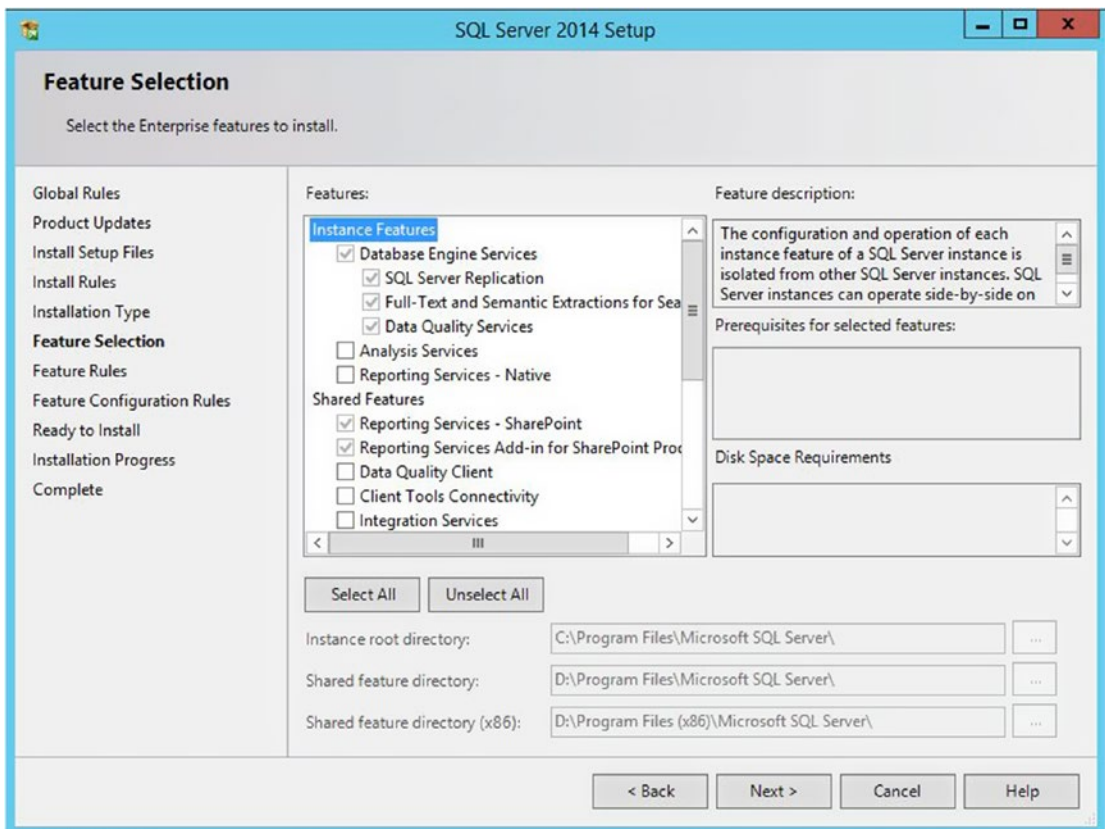 SQL Server 2014 Setup
Feature Selection
Select the Enterprise features to install.
Global Rules
Product Updates
Install Setup Files
Install Rules
Installation Type
Feature Selection
Feature Rules
Feature Configuration Rules
Ready to Install
Installation Progress
Complete
Features:
Instance Features
Database Engine Services
SQL Server Replication
Full-Text and Semantic Extractions for Sea
Data Quality Services
Analysis Services
Reporting Services - Native
Shared Features
Reporting Services - SharePoint
Reporting Services Add-in for SharePoint Proc
Data Quality Client
Client Tools Connectivity
Integration Services
Feature description:
The configuration and operation of each
instance feature of a SQL Server instance is
isolated from other SQL Server instances. SQL
Server instances can operate side-by-side on
Prerequisites for selected features:
Disk Space Requirements
Select All
Unselect All
Instance root directory:
C:\Program Files\Microsoft SQL Server\
...
Shared feature directory:
D:\Program Files\Microsoft SQL Server\
...
Shared feature directory (x86):
D:\Program Files (x86)\Microsoft SQL Server\
...
< Back
Next >
Cancel
Help